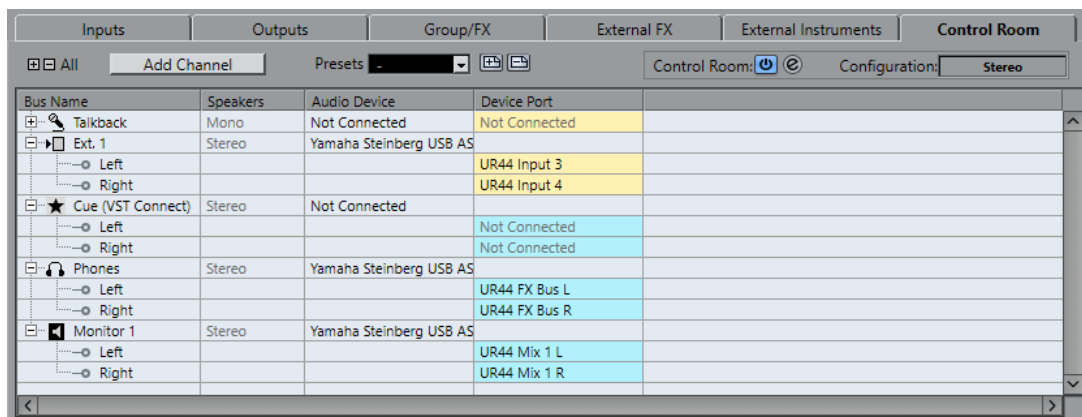 Inputs Outputs Group/FX External FX External Instruments Control Room
All Add Channel Presets - Control Room: e Configuration: Stereo
Bus Name Speakers Audio Device Device Port
Talkback Mono Not Connected Not Connected
Ext. 1 Stereo Yamaha Steinberg USB AS
Left UR44 Input 3
Right UR44 Input 4
Cue (VST Connect) Stereo Not Connected
Left Not Connected
Right Not Connected
Phones Stereo Yamaha Steinberg USB AS
Left UR44 FX Bus L
Right UR44 FX Bus R
Monitor 1 Stereo Yamaha Steinberg USB AS
Left UR44 Mix 1 L
Right UR44 Mix 1 R